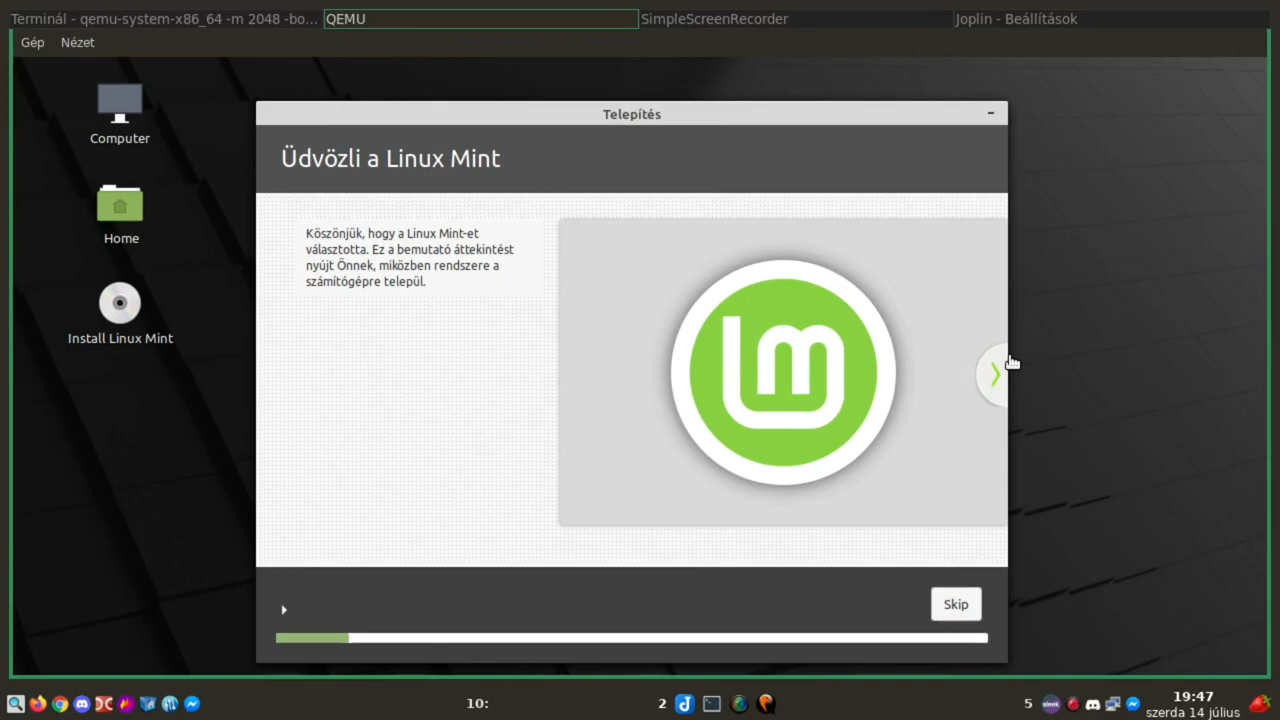 Terminál - qemu-system-x86_64 -m 2048 -bo...
QEMU
SimpleScreenRecorder
Joplin - Beállítások
Gép
Nézet
Computer
Home
Install Linux Mint
Telepítés
Üdvözli a Linux Mint
Köszönjük, hogy a Linux Mint-et
választotta. Ez a bemutató áttekintést
nyújt Önnek, miközben rendszere a
számítógépre települ.
Skip
10:
2
5
sleek
19:47
szerda 14 július